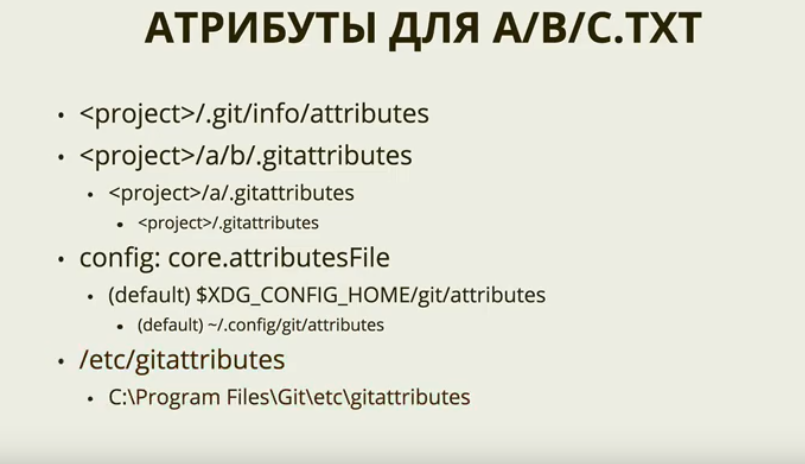 АТРИБУТЫ ДЛЯ A/B/C.TXT
• <project>/.git/info/attributes
• <project>/a/b/.gitattributes
• <project>/a/.gitattributes
• <project>/.gitattributes
• config: core.attributesFile
• (default) $XDG_CONFIG_HOME/git/attributes
• (default) ~/.config/git/attributes
• /etc/gitattributes
• C:\Program Files\Git\etc\gitattributes